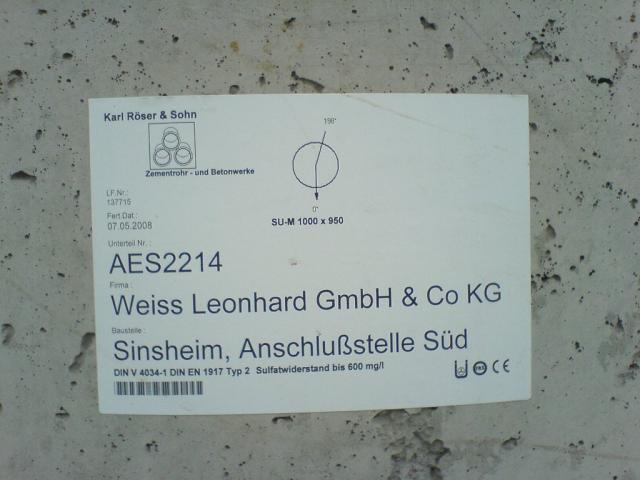 Karl Röser & Sohn
Zementrohr - und Betonwerke
198°
0°
SU-M 1000 x 950
LF.Nr.:
137715
Fert.Dat :
07.05.2008
Unterteil Nr. :
AES2214
Firma :
Weiss Leonhard GmbH & Co KG
Baustelle :
Sinsheim, Anschlußstelle Süd
DIN V 4034-1 DIN EN 1917 Typ 2 Sulfatwiderstand bis 600 mg/l
CE